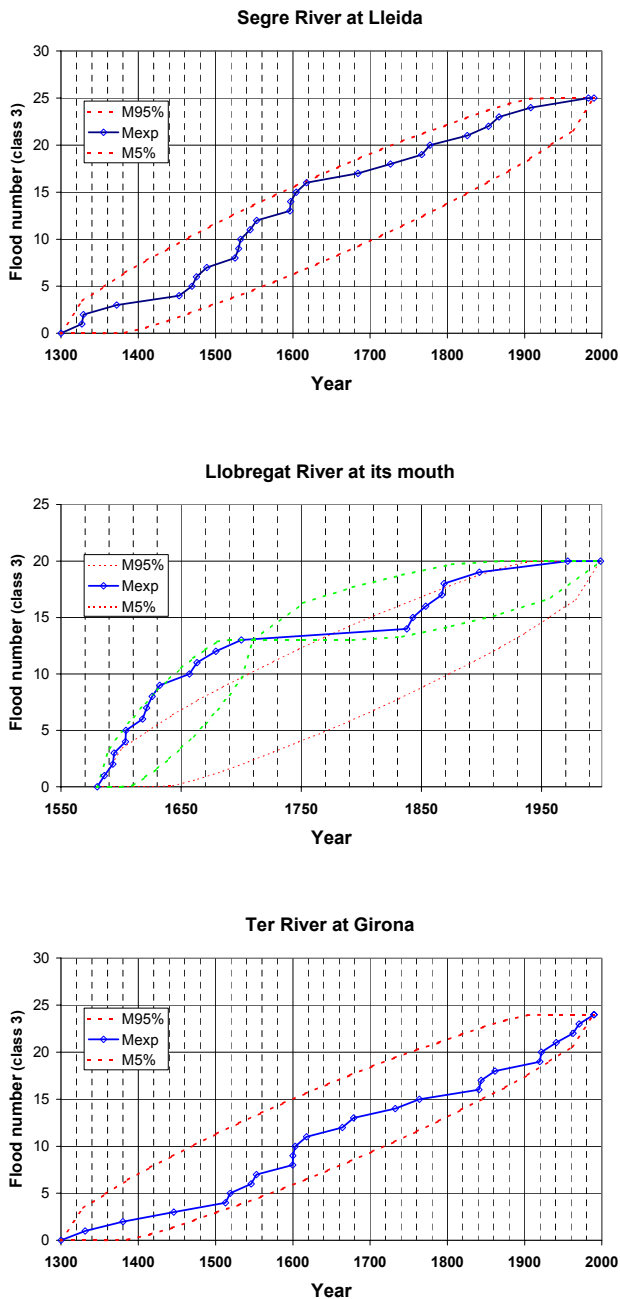 Segre River at Lleida
30
25
20
15
10
5
0
Flood number (class 3)
M95%
Mexp
M5%
1300 1400 1500 1600 1700 1800 1900 2000
Year
Llobregat River at its mouth
25
20
15
10
5
0
Flood number (class 3)
M95%
Mexp
M5%
1550 1650 1750 1850 1950
Year
Ter River at Girona
30
25
20
15
10
5
0
Flood number (class 3)
M95%
Mexp
M5%
1300 1400 1500 1600 1700 1800 1900 2000
Year